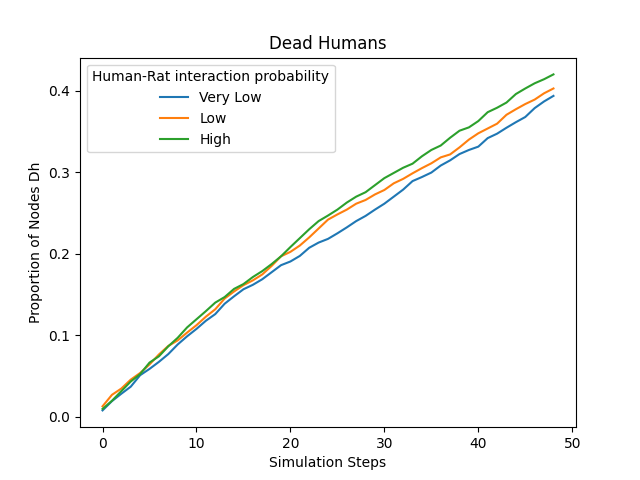 Dead Humans
Human-Rat interaction probability
Very Low
Low
High
Proportion of Nodes Dh
0.4
0.3
0.2
0.1
0.0
0 10 20 30 40 50
Simulation Steps